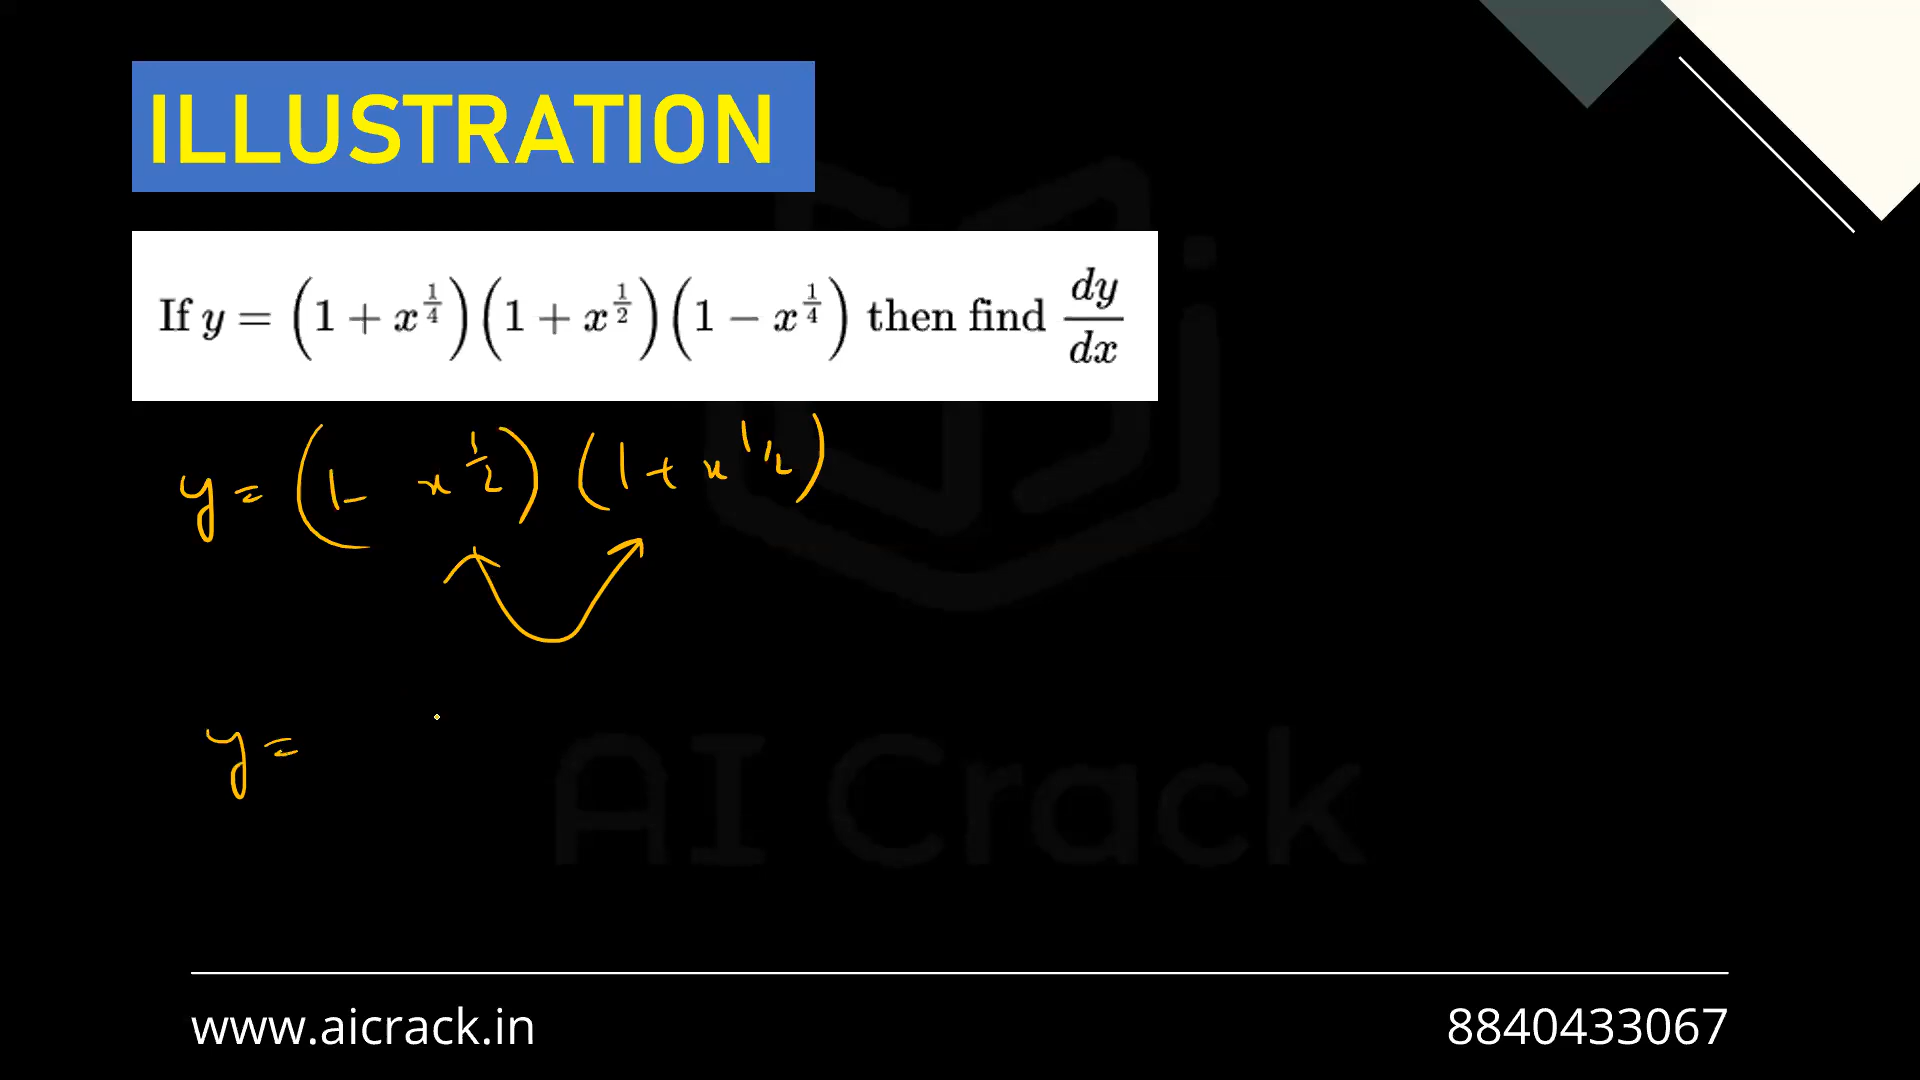 ILLUSTRATION
If y = (1 + x^{1/4})(1 + x^{1/2})(1 − x^{1/4}) then find dy/dx
y = (1 - x^{1/2}) (1 + x^{1/2})
y =
AI Crack
www.aicrack.in
8840433067